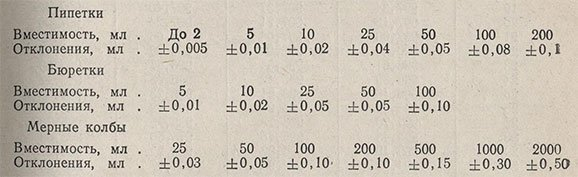 Пипетки
Вместимость, мл . До 2 5 10 25 50 100 200
Отклонения, мл . ±0,005 ±0,01 ±0,02 ±0,04 ±0,05 ±0,08 ±0,1
Бюретки
Вместимость, мл . 5 10 25 50 100
Отклонения, мл . ±0,01 ±0,02 ±0,05 ±0,05 ±0,10
Мерные колбы
Вместимость, мл . 25 50 100 200 500 1000 2000
Отклонения, мл . ±0,03 ±0,05 ±0,10 ±0,10 ±0,15 ±0,30 ±0,50